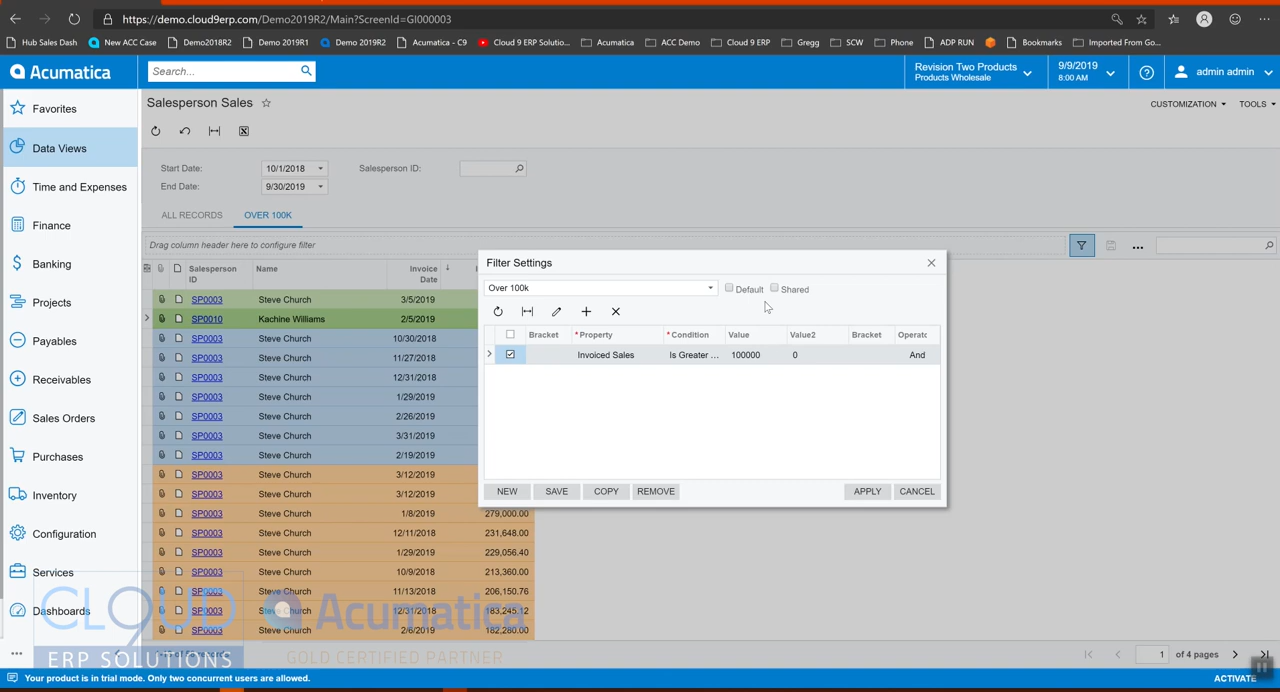 https://demo.cloud9erp.com/Demo2019R2/Main?ScreenId=GI000003
Hub Sales Dash New ACC Case Demo2018R2 Demo 2019R1 Demo 2019R2 Acumatica - C9 Cloud 9 ERP Solutio... Acumatica ACC Demo Cloud 9 ERP Gregg SCW Phone ADP RUN Bookmarks Imported From Go...
Acumatica Search... Revision Two Products 9/9/2019 admin admin
Products Wholesale 8:00 AM
Favorites
Data Views
Time and Expenses
Finance
Banking
Projects
Payables
Receivables
Sales Orders
Purchases
Inventory
Configuration
Services
Dashboards
Salesperson Sales CUSTOMIZATION TOOLS
Start Date: 10/1/2018 Salesperson ID:
End Date: 9/30/2019
ALL RECORDS OVER 100K
Drag column header here to configure filter
Salesperson ID Name Invoice Date
SP0003 Steve Church 3/5/2019
SP0010 Kachine Williams 2/5/2019
SP0003 Steve Church 10/30/2018
SP0003 Steve Church 11/27/2018
SP0003 Steve Church 12/31/2018
SP0003 Steve Church 1/29/2019
SP0003 Steve Church 2/26/2019
SP0003 Steve Church 3/31/2019
SP0003 Steve Church 2/19/2019
SP0003 Steve Church 3/12/2019
SP0003 Steve Church 3/12/2019
SP0003 Steve Church 1/8/2019 279,000.00
SP0003 Steve Church 12/11/2018 231,648.00
SP0003 Steve Church 1/29/2019 229,056.40
SP0003 Steve Church 10/9/2018 213,360.00
SP0003 Steve Church 11/13/2018 206,150.76
SP0003 Steve Church 12/31/2018 183,245.12
SP0003 Steve Church 2/6/2019 182,280.00
Filter Settings
Over 100k Default Shared
Bracket *Property *Condition Value Value2 Bracket Operatc
Invoiced Sales Is Greater ... 100000 0 And
NEW SAVE COPY REMOVE APPLY CANCEL
CLOUD 9
ERP SOLUTIONS
Acumatica
GOLD CERTIFIED PARTNER
1 of 4 pages
Your product is in trial mode. Only two concurrent users are allowed. ACTIVATE